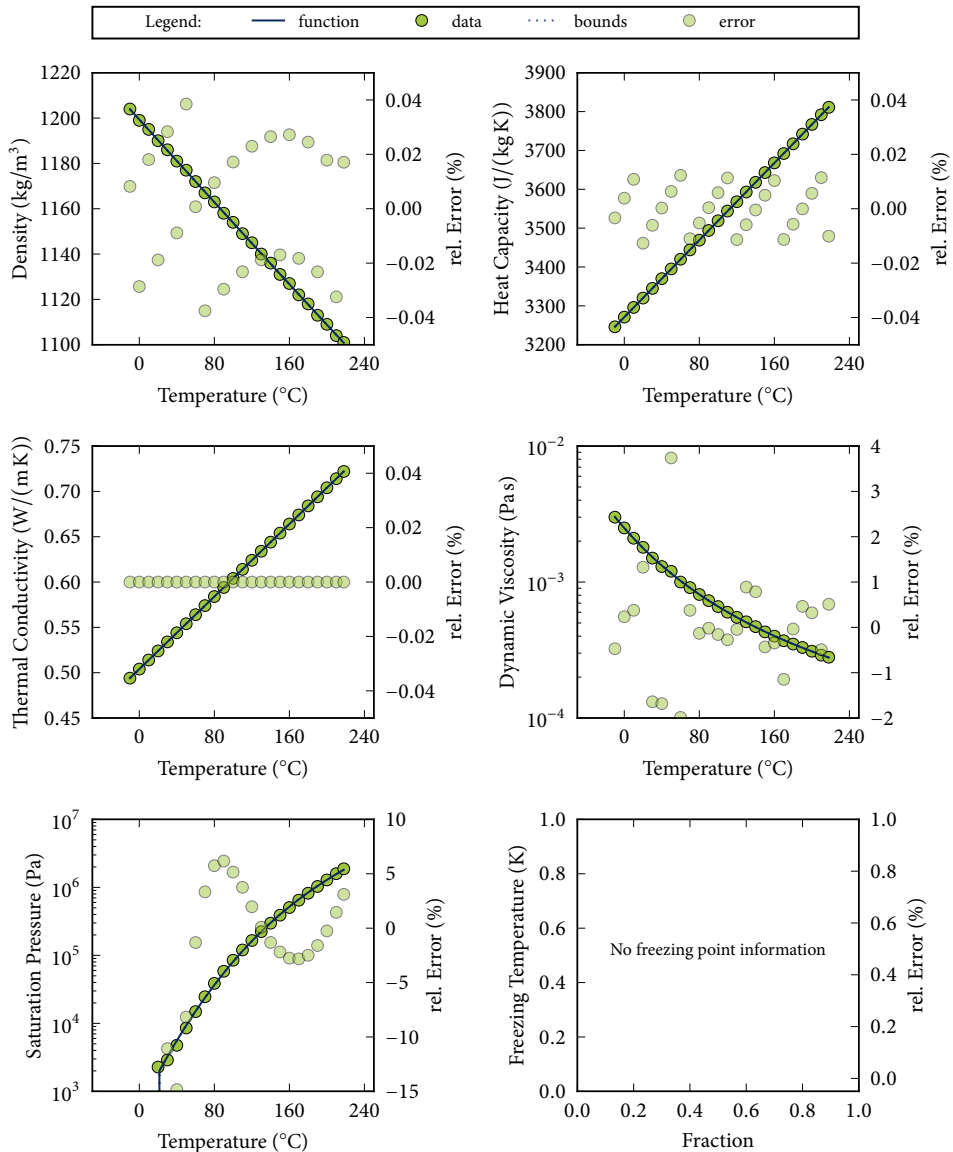 Legend: function data bounds error
1220
1200
1180
1160
1140
1120
1100
Density (kg/m³)
0.04
0.02
0.00
−0.02
−0.04
rel. Error (%)
0 80 160 240
Temperature (°C)
3900
3800
3700
3600
3500
3400
3300
3200
Heat Capacity (J/(kg K))
0.04
0.02
0.00
−0.02
−0.04
rel. Error (%)
0 80 160 240
Temperature (°C)
0.75
0.70
0.65
0.60
0.55
0.50
0.45
Thermal Conductivity (W/(m K))
0.04
0.02
0.00
−0.02
−0.04
rel. Error (%)
0 80 160 240
Temperature (°C)
10⁻²
10⁻³
10⁻⁴
Dynamic Viscosity (Pa s)
4
3
2
1
0
−1
−2
rel. Error (%)
0 80 160 240
Temperature (°C)
10⁷
10⁶
10⁵
10⁴
10³
Saturation Pressure (Pa)
10
5
0
−5
−10
−15
rel. Error (%)
0 80 160 240
Temperature (°C)
1.0
0.8
0.6
0.4
0.2
0.0
Freezing Temperature (K)
No freezing point information
1.0
0.8
0.6
0.4
0.2
0.0
rel. Error (%)
0.0 0.2 0.4 0.6 0.8 1.0
Fraction